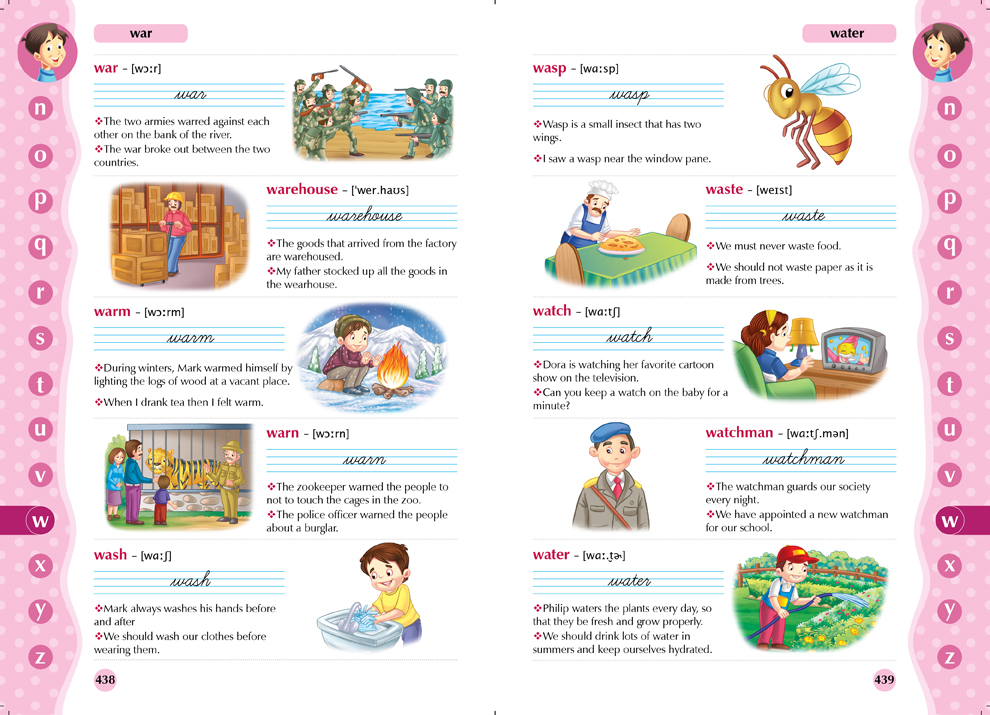 war
war – [wɔːr]
war
❖The two armies warred against each
other on the bank of the river.
❖The war broke out between the two
countries.
warehouse – [ˈwer.haʊs]
warehouse
❖The goods that arrived from the factory
are warehoused.
❖My father stocked up all the goods in
the wearhouse.
warm – [wɔːrm]
warm
❖During winters, Mark warmed himself by
lighting the logs of wood at a vacant place.
❖When I drank tea then I felt warm.
warn – [wɔːrn]
warn
❖The zookeeper warned the people to
not to touch the cages in the zoo.
❖The police officer warned the people
about a burglar.
wash – [wɑːʃ]
wash
❖Mark always washes his hands before
and after
❖We should wash our clothes before
wearing them.
438
n
o
p
q
r
s
t
u
v
w
x
y
z
water
wasp – [wɑːsp]
wasp
❖Wasp is a small insect that has two
wings.
❖I saw a wasp near the window pane.
waste – [weɪst]
waste
❖We must never waste food.
❖We should not waste paper as it is
made from trees.
watch – [wɑːtʃ]
watch
❖Dora is watching her favorite cartoon
show on the television.
❖Can you keep a watch on the baby for a
minute?
watchman – [wɑːtʃ.mən]
watchman
❖The watchman guards our society
every night.
❖We have appointed a new watchman
for our school.
water – [wɑː.t̬ɚ]
water
❖Philip waters the plants every day, so
that they be fresh and grow properly.
❖We should drink lots of water in
summers and keep ourselves hydrated.
439
n
o
p
q
r
s
t
u
v
w
x
y
z